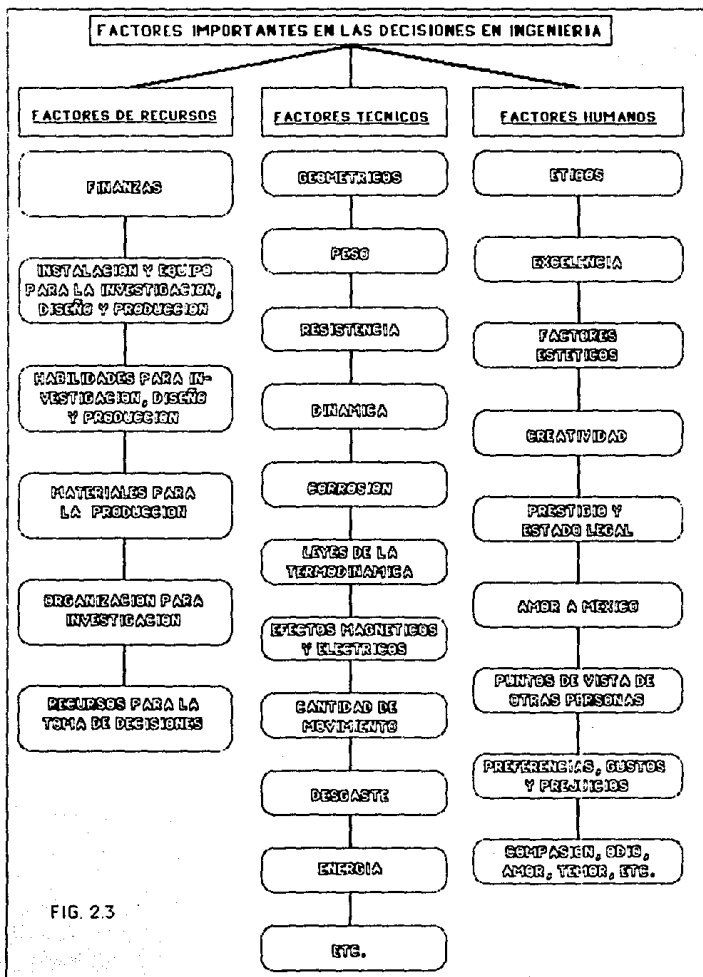 FACTORES IMPORTANTES EN LAS DECISIONES EN INGENIERIA
FACTORES DE RECURSOS
FINANZAS
INSTALACION Y EQUIPO
PARA LA INVESTIGACION,
DISEÑO Y PRODUCCION
HABILIDADES PARA IN-
VESTIGACION, DISEÑO
Y PRODUCCION
MATERIALES PARA
LA PRODUCCION
ORGANIZACION PARA
INVESTIGACION
RECURSOS PARA LA
TOMA DE DECISIONES
FACTORES TECNICOS
GEOMETRICOS
PESO
RESISTENCIA
DINAMICA
CORROSION
LEYES DE LA
TERMODINAMICA
EFECTOS MAGNETICOS
Y ELECTRICOS
CANTIDAD DE
MOVIMIENTO
DESGASTE
ENERGIA
ETC.
FACTORES HUMANOS
ETICOS
EXCELENCIA
FACTORES
ESTETICOS
CREATIVIDAD
PRESTIGIO Y
ESTADO LEGAL
AMOR A MEXICO
PUNTOS DE VISTA DE
OTRAS PERSONAS
PREFERENCIAS, GUSTOS
Y PREJUICIOS
COMPASION, ODIO,
AMOR, TEMOR, ETC.
FIG. 2.3